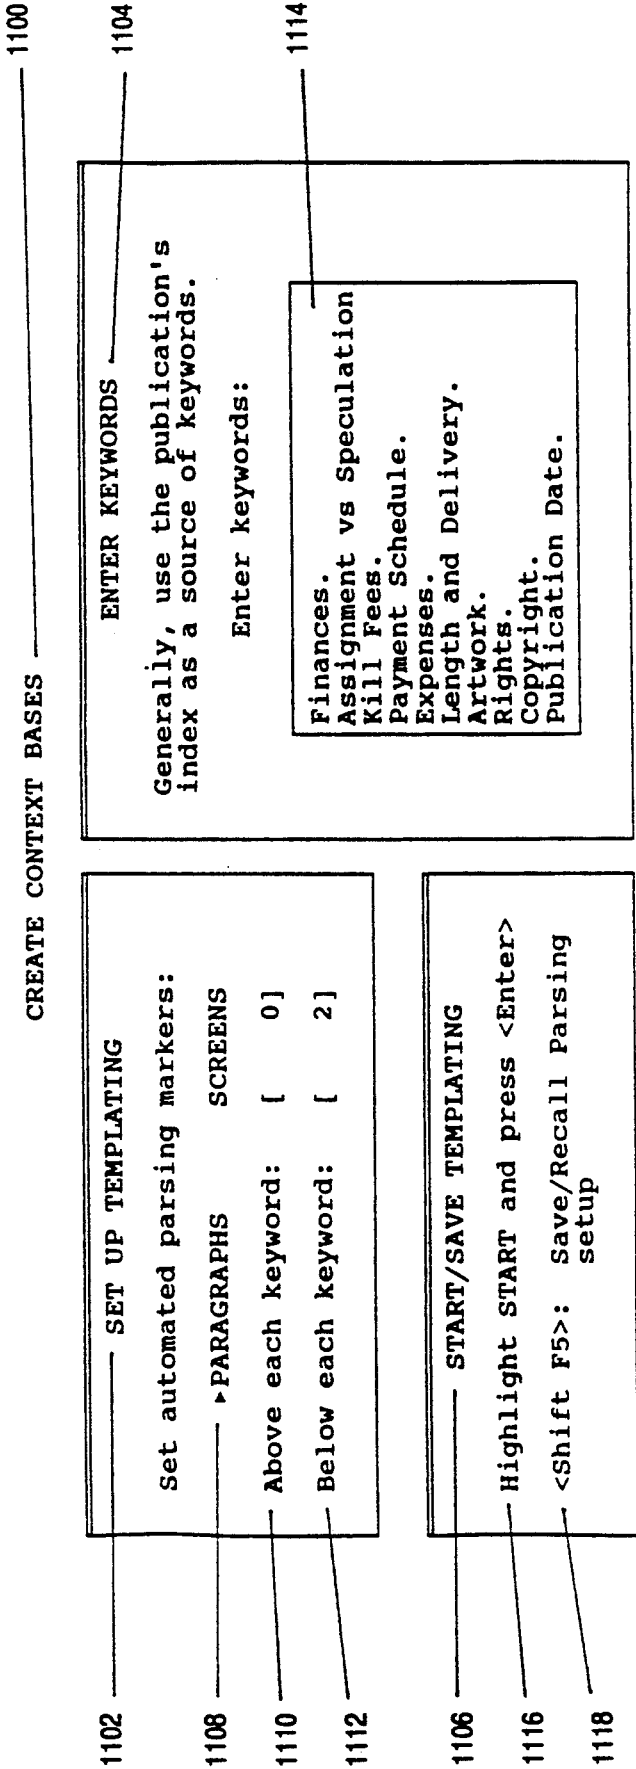 CREATE CONTEXT BASES
1100
1102
SET UP TEMPLATING
Set automated parsing markers:
1108
▸PARAGRAPHS SCREENS
1110
Above each keyword: [ 0]
1112
Below each keyword: [ 2]
1106
START/SAVE TEMPLATING
1116
Highlight START and press <Enter>
1118
<Shift F5>: Save/Recall Parsing
setup
ENTER KEYWORDS
1104
Generally, use the publication's
index as a source of keywords.
Enter keywords:
1114
Finances.
Assignment vs Speculation
Kill Fees.
Payment Schedule.
Expenses.
Length and Delivery.
Artwork.
Rights.
Copyright.
Publication Date.